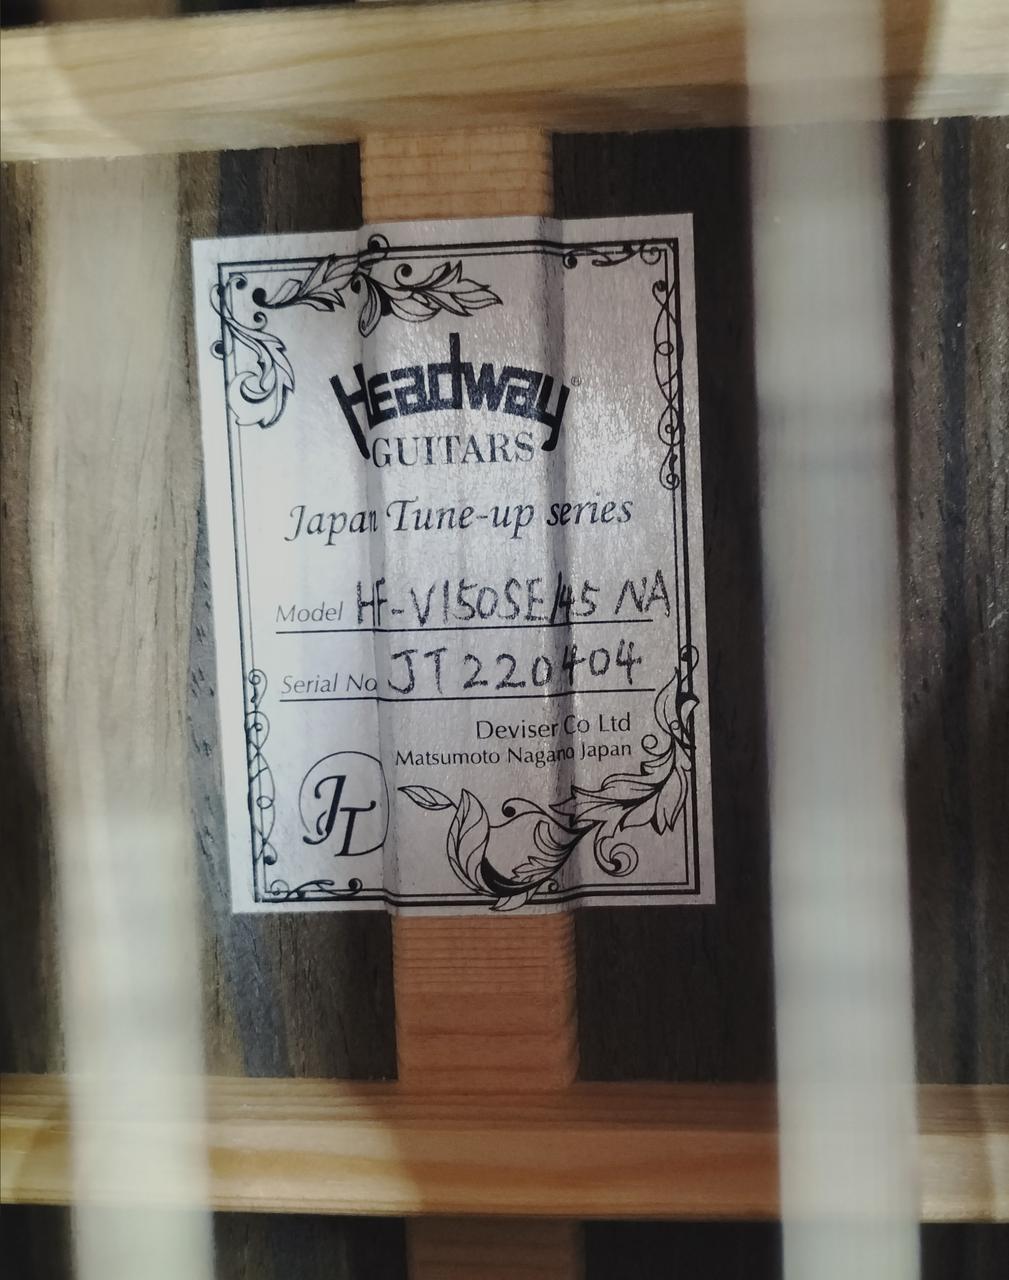 Headway®
GUITARS
Japan Tune-up series
Model HF-V150SE/45 NA
Serial No JT220404
Deviser Co Ltd
Matsumoto Nagano Japan
JT